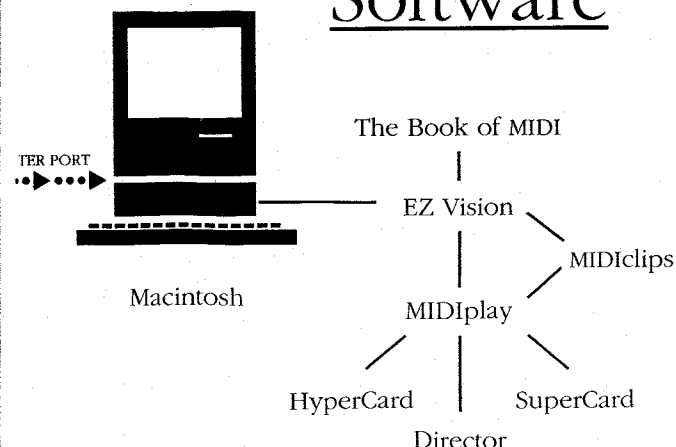 Software
The Book of MIDI
TER PORT
EZ Vision
MIDIclips
Macintosh
MIDIplay
HyperCard
SuperCard
Director